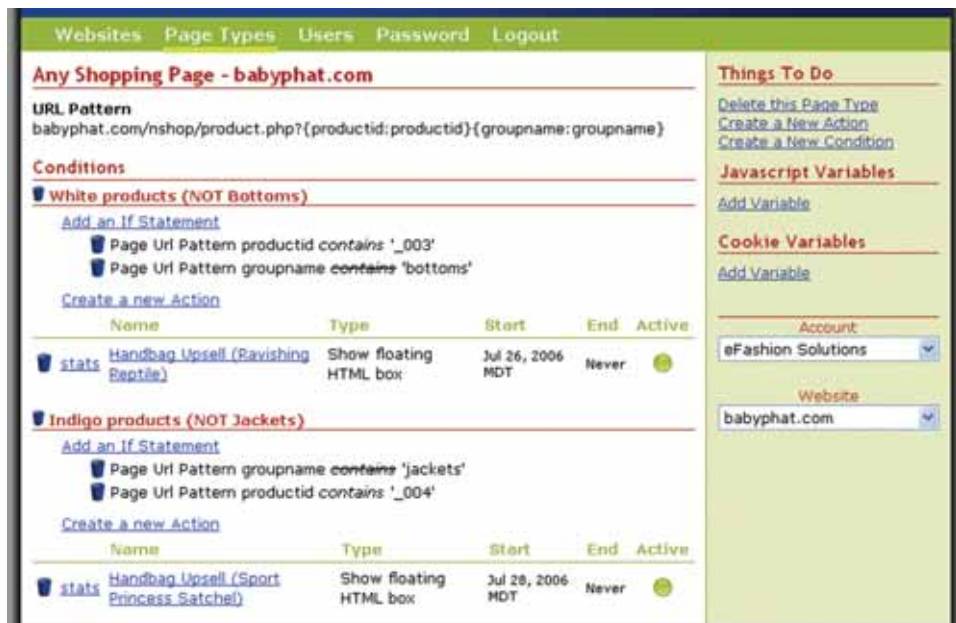 Websites Page Types Users Password Logout
Any Shopping Page - babyphat.com
URL Pattern
babyphat.com/nshop/product.php?{productid:productid}{groupname:groupname}
Conditions
White products (NOT Bottoms)
Add an If Statement
Page Url Pattern productid contains '_003'
Page Url Pattern groupname contains 'bottoms'
Create a new Action
Name Type Start End Active
stats Handbag Upsell (Ravishing Reptile) Show floating HTML box Jul 26, 2006 MDT Never
Indigo products (NOT Jackets)
Add an If Statement
Page Url Pattern groupname contains 'jackets'
Page Url Pattern productid contains '_004'
Create a new Action
Name Type Start End Active
stats Handbag Upsell (Sport Princess Satchel) Show floating HTML box Jul 28, 2006 MDT Never
Things To Do
Delete this Page Type
Create a New Action
Create a New Condition
Javascript Variables
Add Variable
Cookie Variables
Add Variable
Account
eFashion Solutions
Website
babyphat.com